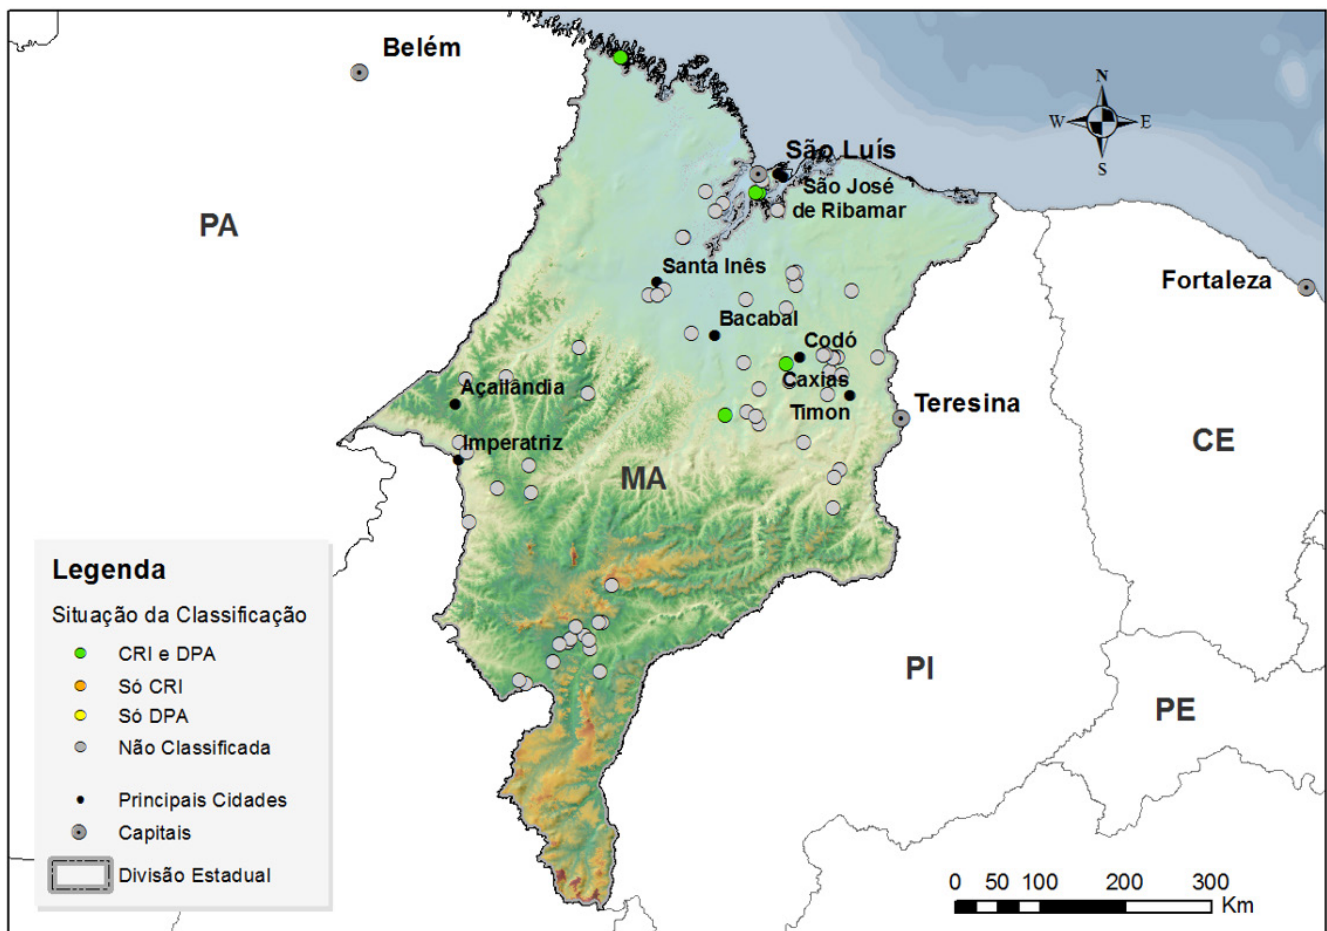 Belém
N
W
E
S
São Luís
São José
de Ribamar
PA
Santa Inês
Fortaleza
Bacabal
Codó
Açailândia
Caxias
Timon
Teresina
CE
Imperatriz
MA
Legenda
Situação da Classificação
CRI e DPA
Só CRI
Só DPA
Não Classificada
Principais Cidades
Capitais
Divisão Estadual
PI
PE
0 50 100 200 300
Km